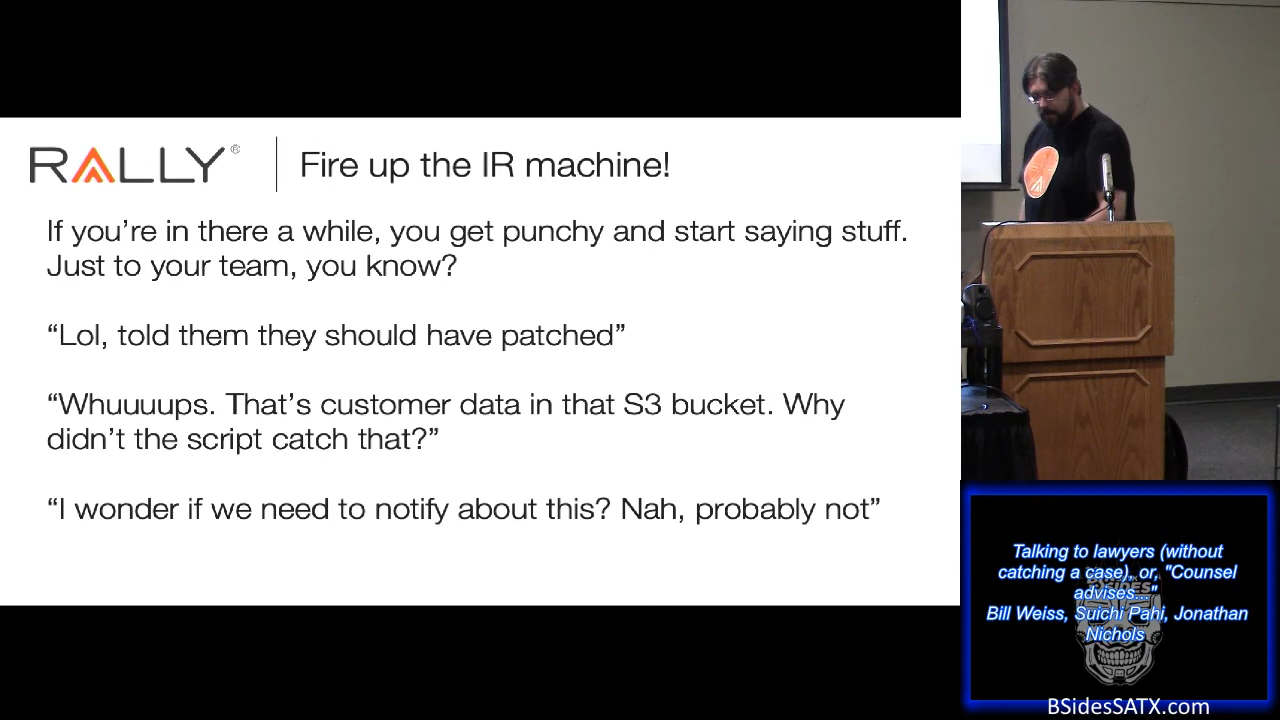 RALLY®
Fire up the IR machine!
If you’re in there a while, you get punchy and start saying stuff.
Just to your team, you know?
“Lol, told them they should have patched”
“Whuuuups. That’s customer data in that S3 bucket. Why
didn’t the script catch that?”
“I wonder if we need to notify about this? Nah, probably not”
Talking to lawyers (without
catching a case), or, "Counsel
advises..."
Bill Weiss, Suichi Pahi, Jonathan
Nichols
BSidesSATX.com